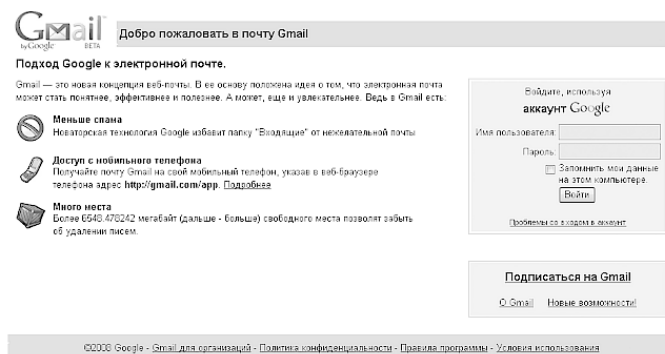 Gmail
by Google BETA
Добро пожаловать в почту Gmail
Подход Google к электронной почте.
Gmail — это новая концепция веб-почты. В ее основу положена идея о том, что электронная почта
может стать понятнее, эффективнее и полезнее. А может, еще и увлекательнее. Ведь в Gmail есть:
Меньше спама
Новаторская технология Google избавит папку "Входящие" от нежелательной почты
Доступ с мобильного телефона
Получайте почту Gmail на свой мобильный телефон, указав в веб-браузере
телефона адрес http://gmail.com/app. Подробнее
Много места
Более 6548.478242 мегабайт (дальше - больше) свободного места позволят забыть
об удалении писем.
Войдите, используя
аккаунт Google
Имя пользователя:
Пароль:
Запомнить мои данные
на этом компьютере.
Войти
Проблемы со входом в аккаунт
Подписаться на Gmail
О Gmail Новые возможности!
©2008 Google - Gmail для организаций - Политика конфиденциальности - Правила программы - Условия использования